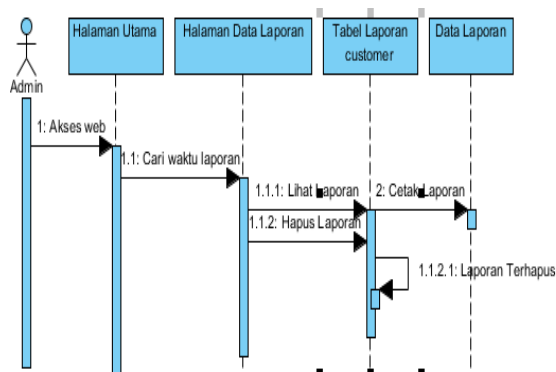 Halaman Utama
Halaman Data Laporan
Tabel Laporan
customer
Data Laporan
Admin
1: Akses web
1.1: Cari waktu laporan
1.1.1: Lihat Laporan
2: Cetak Laporan
1.1.2: Hapus Laporan
1.1.2.1: Laporan Terhapus